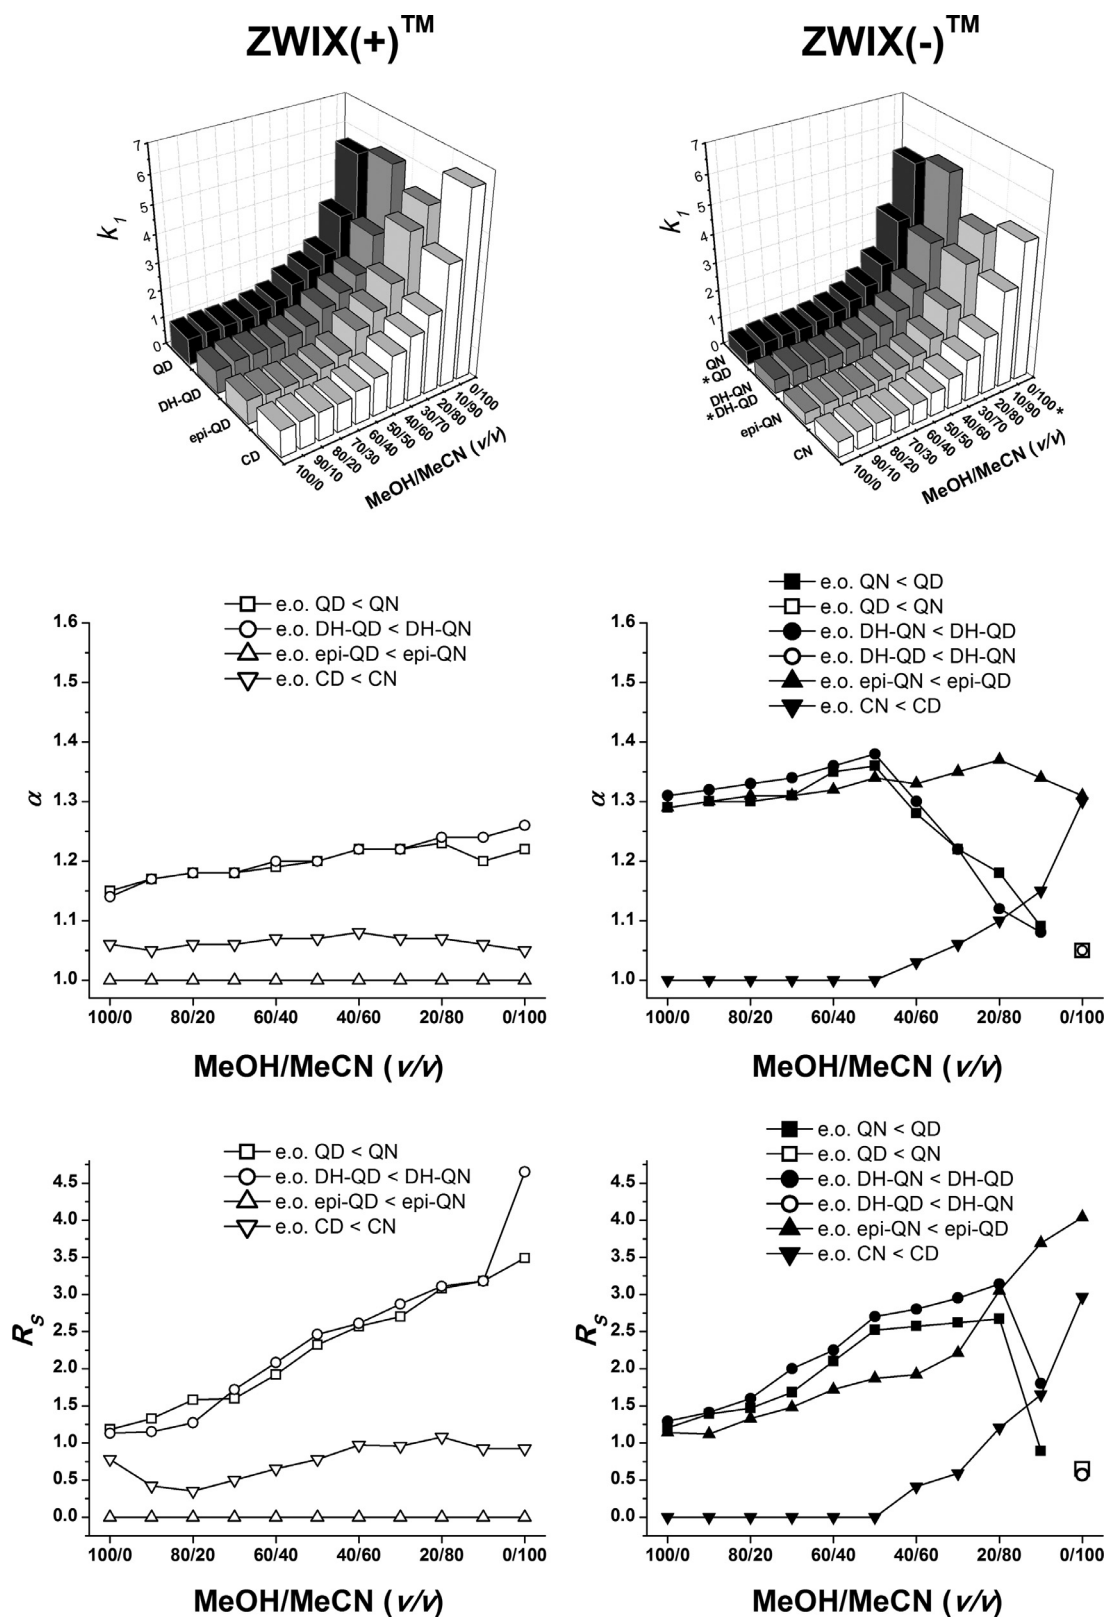 ZWIX(+)™
ZWIX(-)™
k1
7
6
5
4
3
2
1
0
QD
DH-QD
epi-QD
CD
100/0
90/10
80/20
70/30
60/40
50/50
40/60
30/70
20/80
10/90
0/100
MeOH/MeCN (v/v)
k1
7
6
5
4
3
2
1
0
QN
*QD
DH-QN
*DH-QD
epi-QN
CN
100/0
90/10
80/20
70/30
60/40
50/50
40/60
30/70
20/80
10/90
0/100*
MeOH/MeCN (v/v)
e.o. QD < QN
e.o. DH-QD < DH-QN
e.o. epi-QD < epi-QN
e.o. CD < CN
α
1.6
1.5
1.4
1.3
1.2
1.1
1.0
100/0 80/20 60/40 40/60 20/80 0/100
MeOH/MeCN (v/v)
e.o. QN < QD
e.o. QD < QN
e.o. DH-QN < DH-QD
e.o. DH-QD < DH-QN
e.o. epi-QN < epi-QD
e.o. CN < CD
α
1.6
1.5
1.4
1.3
1.2
1.1
1.0
100/0 80/20 60/40 40/60 20/80 0/100
MeOH/MeCN (v/v)
e.o. QD < QN
e.o. DH-QD < DH-QN
e.o. epi-QD < epi-QN
e.o. CD < CN
RS
4.5
4.0
3.5
3.0
2.5
2.0
1.5
1.0
0.5
0.0
100/0 80/20 60/40 40/60 20/80 0/100
MeOH/MeCN (v/v)
e.o. QN < QD
e.o. QD < QN
e.o. DH-QN < DH-QD
e.o. DH-QD < DH-QN
e.o. epi-QN < epi-QD
e.o. CN < CD
RS
4.5
4.0
3.5
3.0
2.5
2.0
1.5
1.0
0.5
0.0
100/0 80/20 60/40 40/60 20/80 0/100
MeOH/MeCN (v/v)